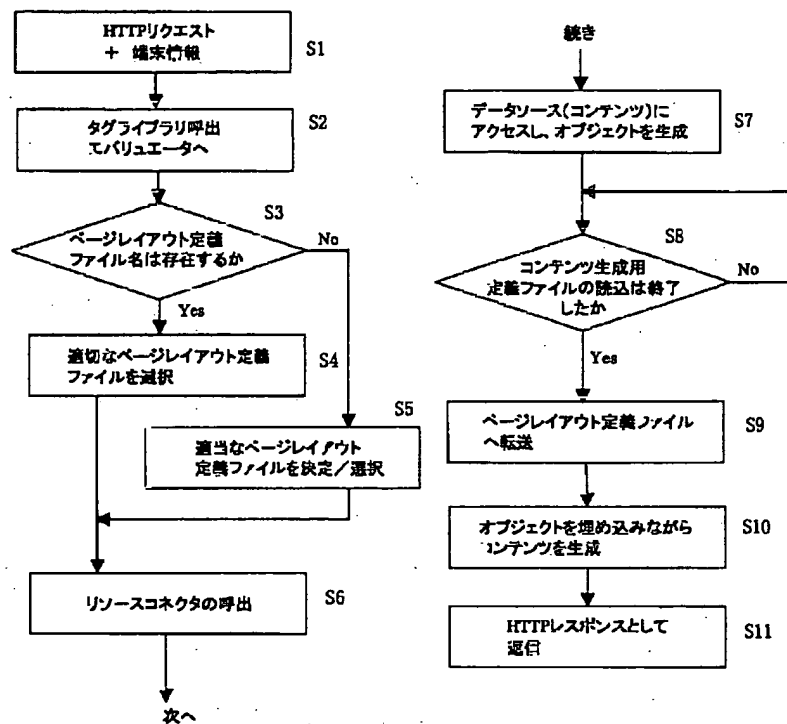 HTTPリクエスト
＋ 端末情報
S1
タグライブラリ呼出
エバリュエータへ
S2
S3
ページレイアウト定義
ファイル名は存在するか
No
Yes
適切なページレイアウト定義
ファイルを選択
S4
S5
適当なページレイアウト
定義ファイルを決定／選択
リソースコネクタの呼出
S6
次へ
続き
データソース(コンテンツ)に
アクセスし、オブジェクトを生成
S7
S8
コンテンツ生成用
定義ファイルの読込は終了
したか
No
Yes
ページレイアウト定義ファイル
へ転送
S9
オブジェクトを埋め込みながら
コンテンツを生成
S10
HTTPレスポンスとして
返信
S11